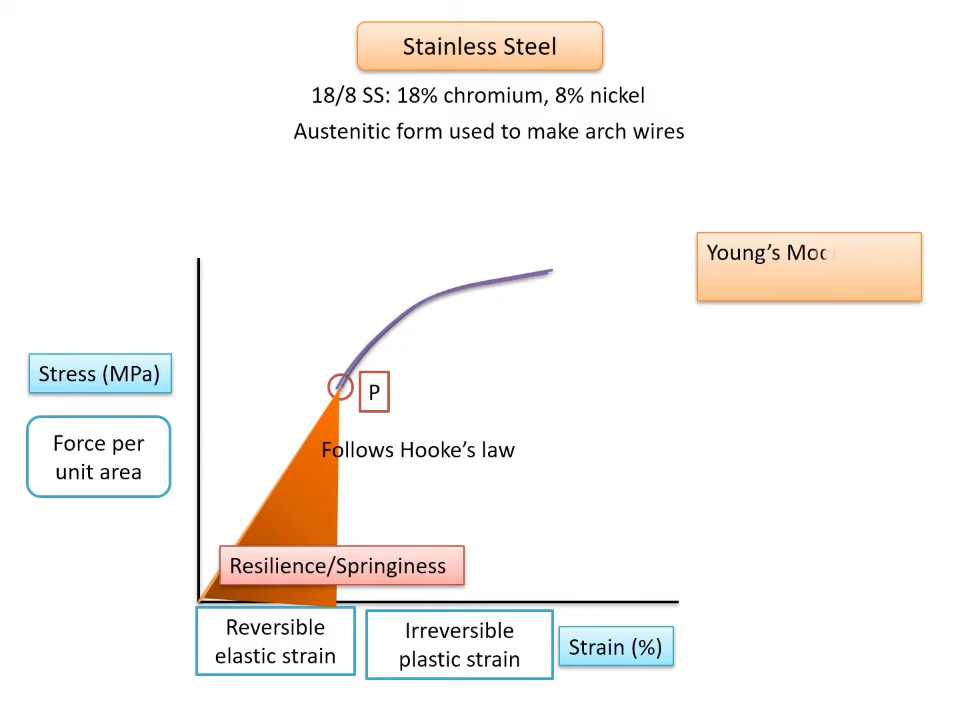 Stainless Steel
18/8 SS: 18% chromium, 8% nickel
Austenitic form used to make arch wires
Young’s
Stress (MPa)
P
Force per
unit area
Follows Hooke’s law
Resilience/Springiness
Reversible
elastic strain
Irreversible
plastic strain
Strain (%)